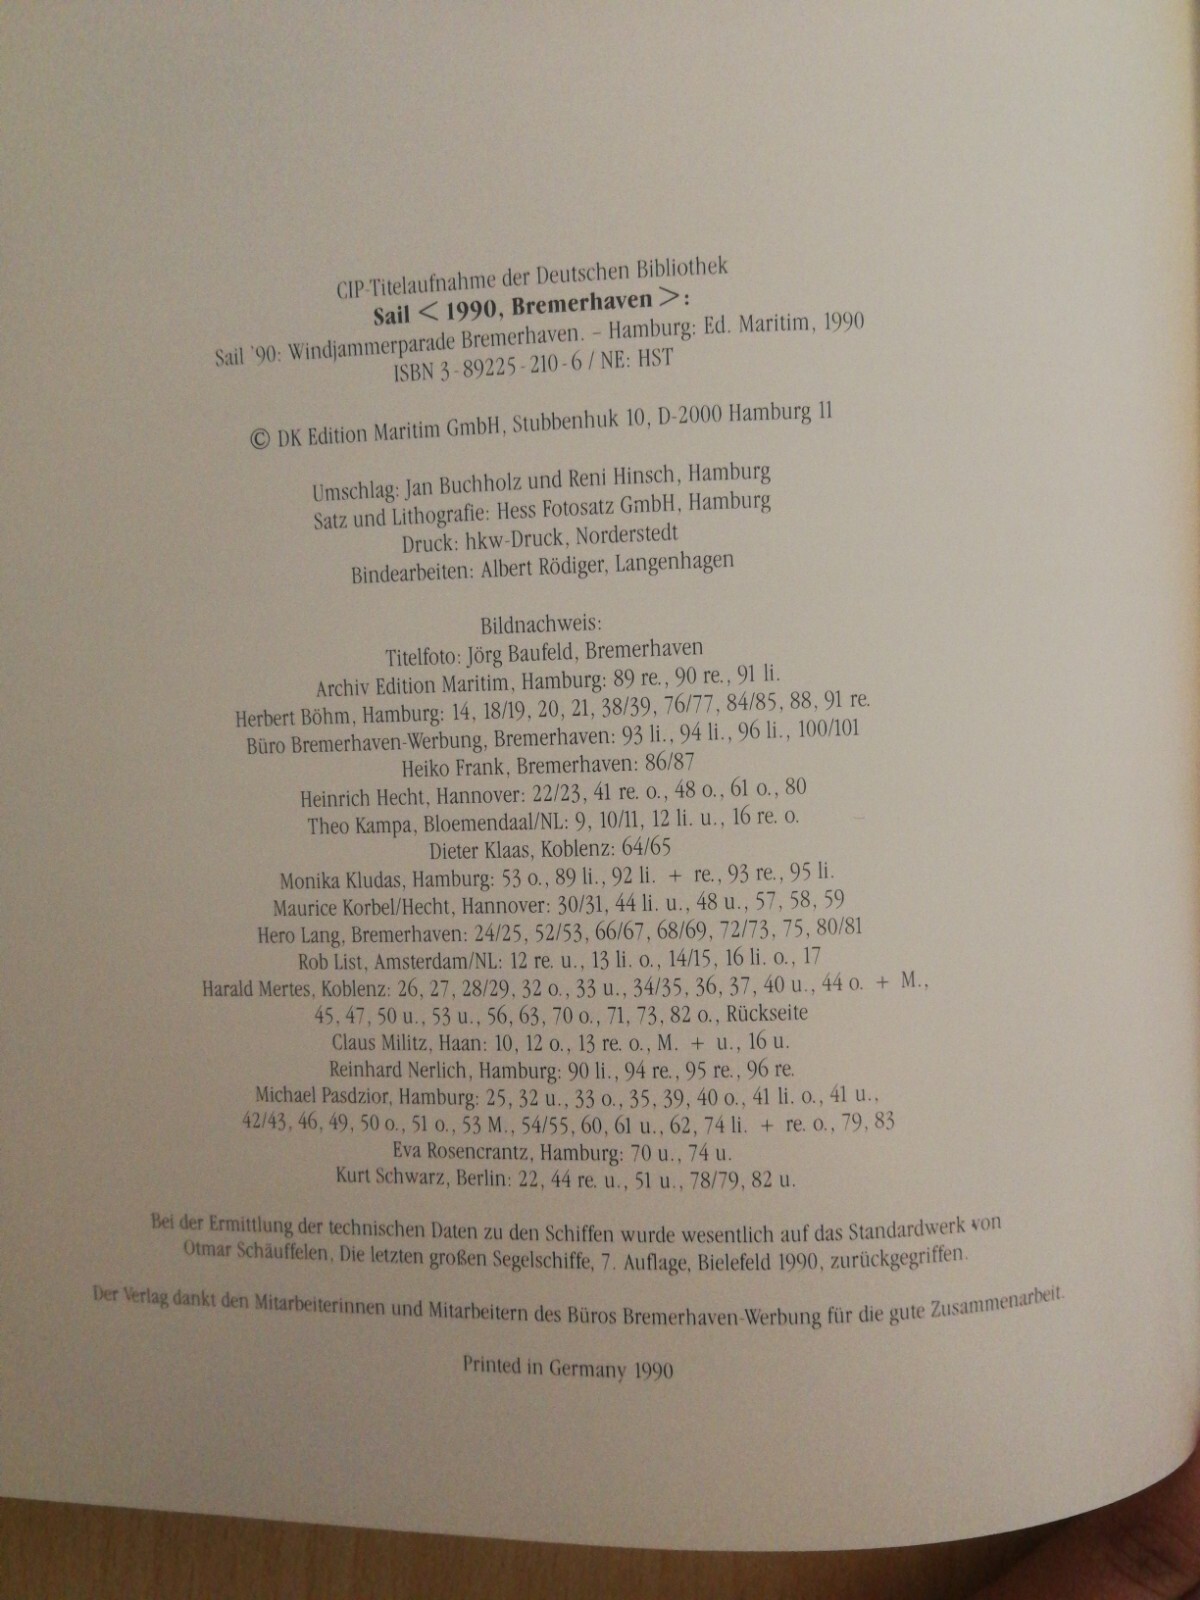 CIP-Titelaufnahme der Deutschen Bibliothek
Sail < 1990, Bremerhaven >:
Sail '90: Windjammerparade Bremerhaven. – Hamburg: Ed. Maritim, 1990
ISBN 3-89225-210-6 / NE: HST
© DK Edition Maritim GmbH, Stubbenhuk 10, D-2000 Hamburg 11
Umschlag: Jan Buchholz und Reni Hinsch, Hamburg
Satz und Lithografie: Hess Fotosatz GmbH, Hamburg
Druck: hkw-Druck, Norderstedt
Bindearbeiten: Albert Rödiger, Langenhagen
Bildnachweis:
Titelfoto: Jörg Baufeld, Bremerhaven
Archiv Edition Maritim, Hamburg: 89 re., 90 re., 91 li.
Herbert Böhm, Hamburg: 14, 18/19, 20, 21, 38/39, 76/77, 84/85, 88, 91 re.
Büro Bremerhaven-Werbung, Bremerhaven: 93 li., 94 li., 96 li., 100/101
Heiko Frank, Bremerhaven: 86/87
Heinrich Hecht, Hannover: 22/23, 41 re. o., 48 o., 61 o., 80
Theo Kampa, Bloemendaal/NL: 9, 10/11, 12 li. u., 16 re. o.
Dieter Klaas, Koblenz: 64/65
Monika Kludas, Hamburg: 53 o., 89 li., 92 li. + re., 93 re., 95 li.
Maurice Korbel/Hecht, Hannover: 30/31, 44 li. u., 48 u., 57, 58, 59
Hero Lang, Bremerhaven: 24/25, 52/53, 66/67, 68/69, 72/73, 75, 80/81
Rob List, Amsterdam/NL: 12 re. u., 13 li. o., 14/15, 16 li. o., 17
Harald Mertes, Koblenz: 26, 27, 28/29, 32 o., 33 u., 34/35, 36, 37, 40 u., 44 o. + M.,
45, 47, 50 u., 53 u., 56, 63, 70 o., 71, 73, 82 o., Rückseite
Claus Militz, Haan: 10, 12 o., 13 re. o., M. + u., 16 u.
Reinhard Nerlich, Hamburg: 90 li., 94 re., 95 re., 96 re.
Michael Pasdzior, Hamburg: 25, 32 u., 33 o., 35, 39, 40 o., 41 li. o., 41 u.,
42/43, 46, 49, 50 o., 51 o., 53 M., 54/55, 60, 61 u., 62, 74 li. + re. o., 79, 83
Eva Rosencrantz, Hamburg: 70 u., 74 u.
Kurt Schwarz, Berlin: 22, 44 re. u., 51 u., 78/79, 82 u.
Bei der Ermittlung der technischen Daten zu den Schiffen wurde wesentlich auf das Standardwerk von
Otmar Schäuffelen, Die letzten großen Segelschiffe, 7. Auflage, Bielefeld 1990, zurückgegriffen.
Der Verlag dankt den Mitarbeiterinnen und Mitarbeitern des Büros Bremerhaven-Werbung für die gute Zusammenarbeit.
Printed in Germany 1990